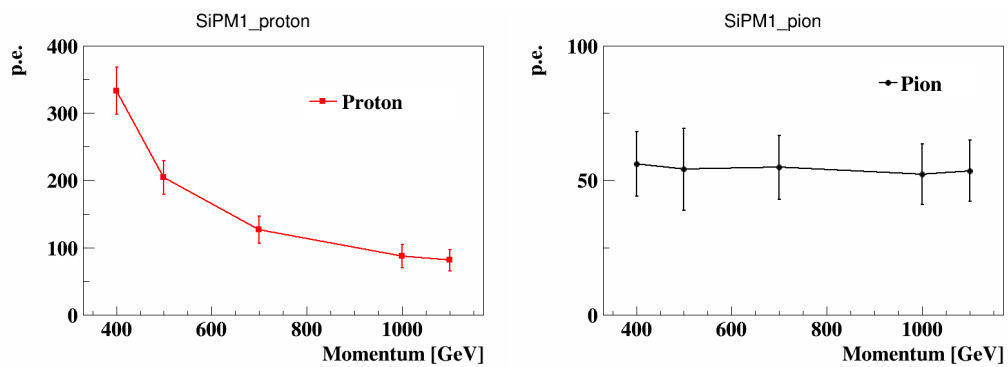 SiPM1_proton
p.e.
400
300
200
100
0
Proton
400 600 800 1000
Momentum [GeV]
SiPM1_pion
p.e.
100
50
0
Pion
400 600 800 1000
Momentum [GeV]